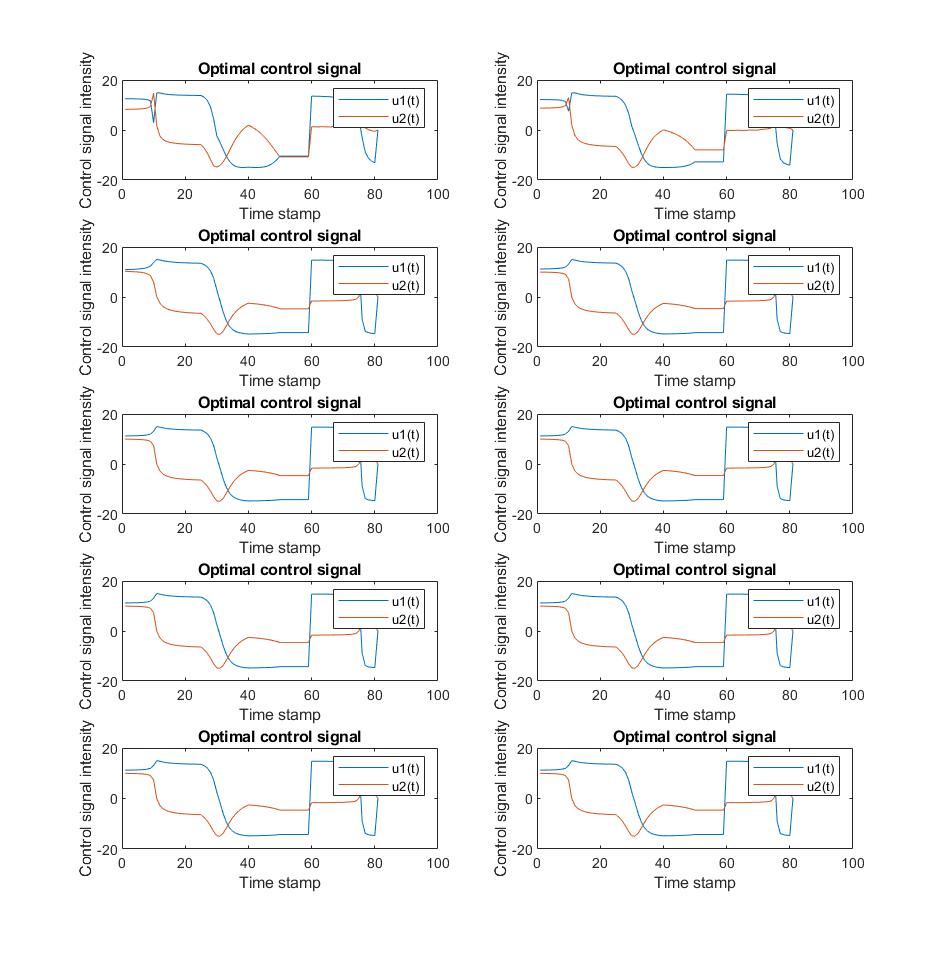 Optimal control signal
Control signal intensity
20
0
-20
u1(t)
u2(t)
0 20 40 60 80 100
Time stamp
Optimal control signal
Control signal intensity
20
0
-20
u1(t)
u2(t)
0 20 40 60 80 100
Time stamp
Optimal control signal
Control signal intensity
20
0
-20
u1(t)
u2(t)
0 20 40 60 80 100
Time stamp
Optimal control signal
Control signal intensity
20
0
-20
u1(t)
u2(t)
0 20 40 60 80 100
Time stamp
Optimal control signal
Control signal intensity
20
0
-20
u1(t)
u2(t)
0 20 40 60 80 100
Time stamp
Optimal control signal
Control signal intensity
20
0
-20
u1(t)
u2(t)
0 20 40 60 80 100
Time stamp
Optimal control signal
Control signal intensity
20
0
-20
u1(t)
u2(t)
0 20 40 60 80 100
Time stamp
Optimal control signal
Control signal intensity
20
0
-20
u1(t)
u2(t)
0 20 40 60 80 100
Time stamp
Optimal control signal
Control signal intensity
20
0
-20
u1(t)
u2(t)
0 20 40 60 80 100
Time stamp
Optimal control signal
Control signal intensity
20
0
-20
u1(t)
u2(t)
0 20 40 60 80 100
Time stamp